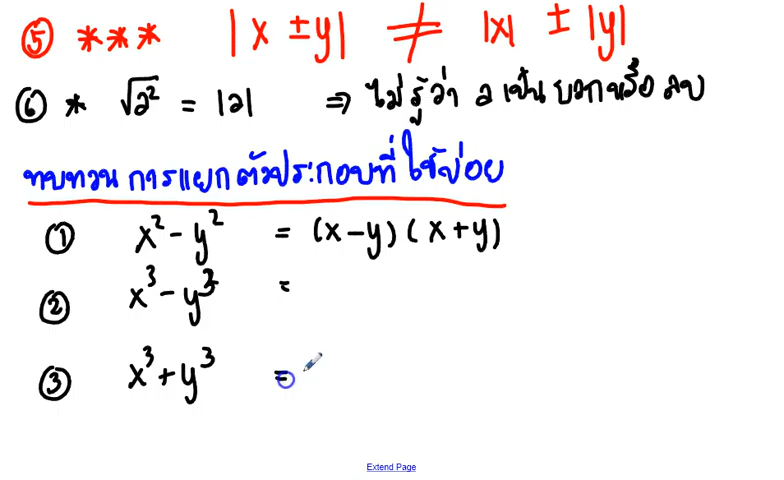 ⑤ *** |x ± y| ≠ |x| ± |y|
⑥ * √a² = |a| ⇒ ไม่รู้ว่า a เป็น บวกหรือ ลบ
ทบทวน การแยกตัวประกอบที่ ใช้บ่อย
① x² - y² = (x - y)(x + y)
② x³ - y³ =
③ x³ + y³ =
Extend Page